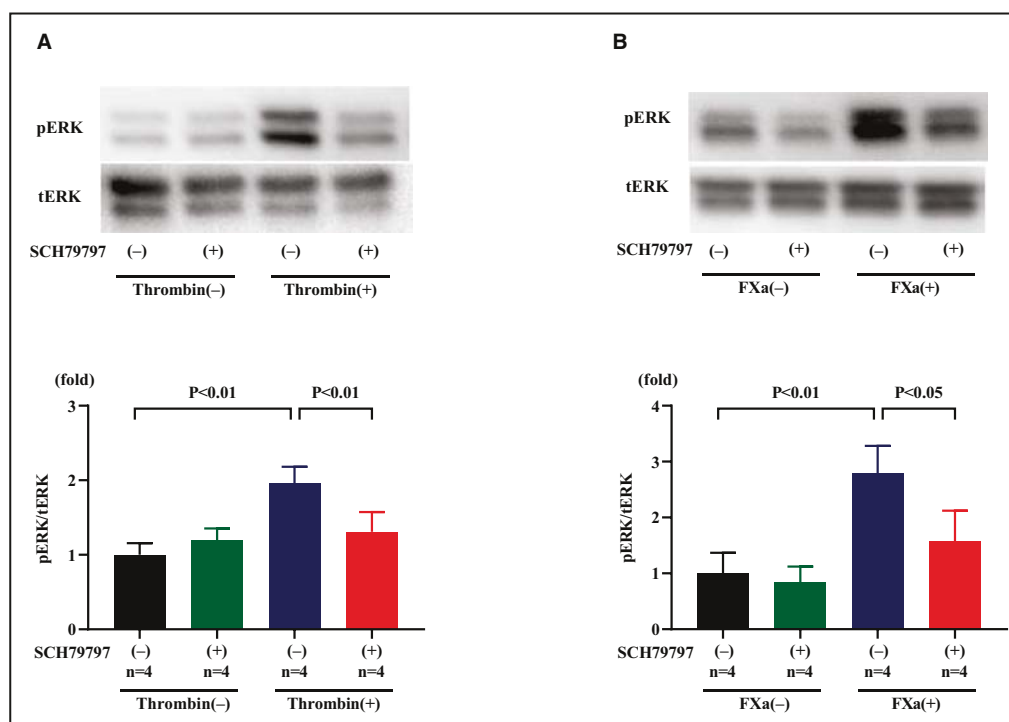 A
pERK
tERK
SCH79797 (–) (+) (–) (+)
Thrombin(–) Thrombin(+)
(fold)
P<0.01 P<0.01
3
2
1
0
pERK/tERK
SCH79797 (–) (+) (–) (+)
n=4 n=4 n=4 n=4
Thrombin(–) Thrombin(+)
B
pERK
tERK
SCH79797 (–) (+) (–) (+)
FXa(–) FXa(+)
(fold)
P<0.01 P<0.05
4
3
2
1
0
pERK/tERK
SCH79797 (–) (+) (–) (+)
n=4 n=4 n=4 n=4
FXa(–) FXa(+)